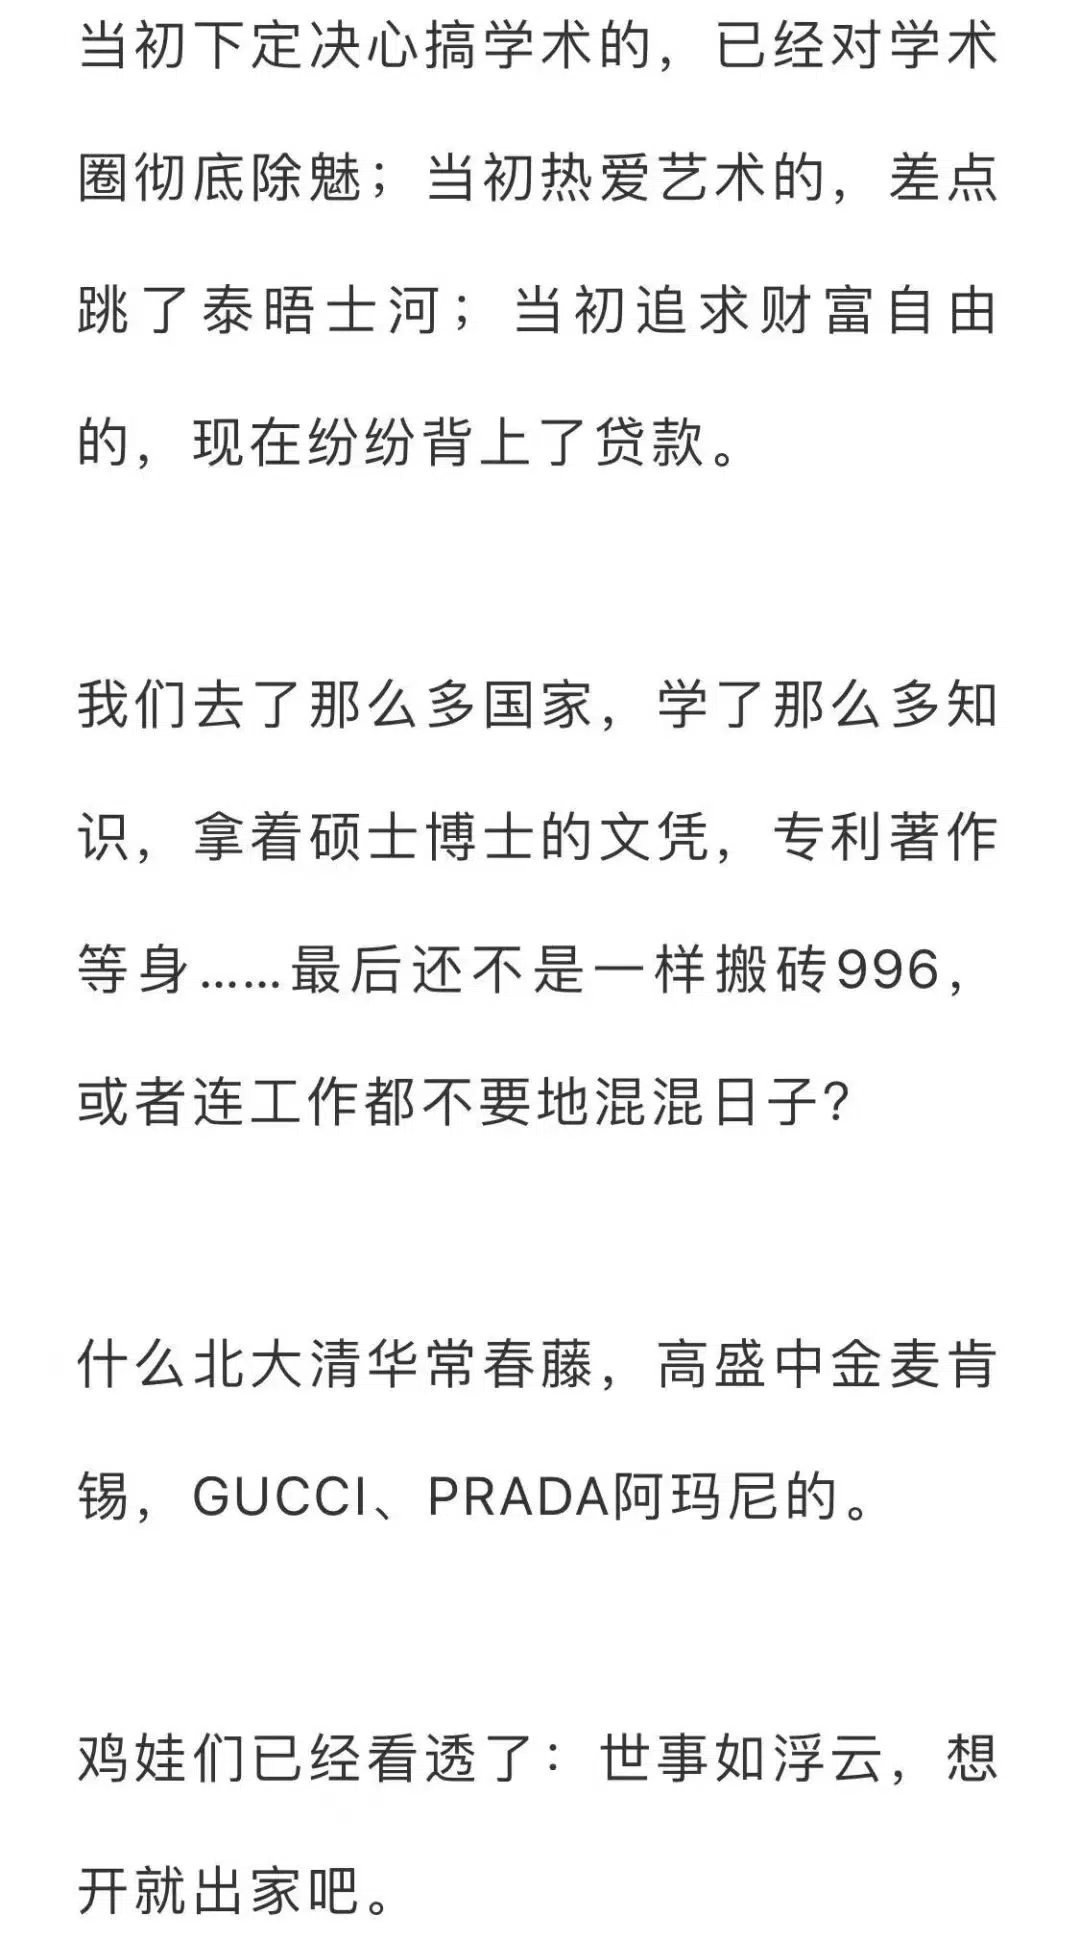 当初下定决心搞学术的，已经对学术
圈彻底除魅；当初热爱艺术的，差点
跳了泰晤士河；当初追求财富自由
的，现在纷纷背上了贷款。
我们去了那么多国家，学了那么多知
识，拿着硕士博士的文凭，专利著作
等身……最后还不是一样搬砖996，
或者连工作都不要地混混日子？
什么北大清华常春藤，高盛中金麦肯
锡，GUCCI、PRADA阿玛尼的。
鸡娃们已经看透了：世事如浮云，想
开就出家吧。